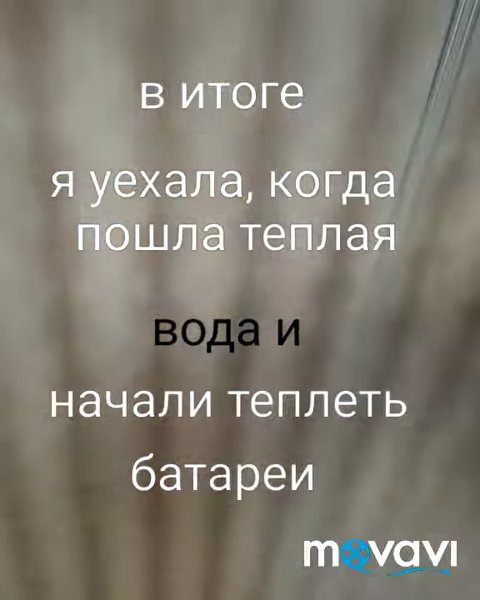 в итоге
я уехала, когда
пошла теплая
вода и
начали теплеть
батареи
movavi